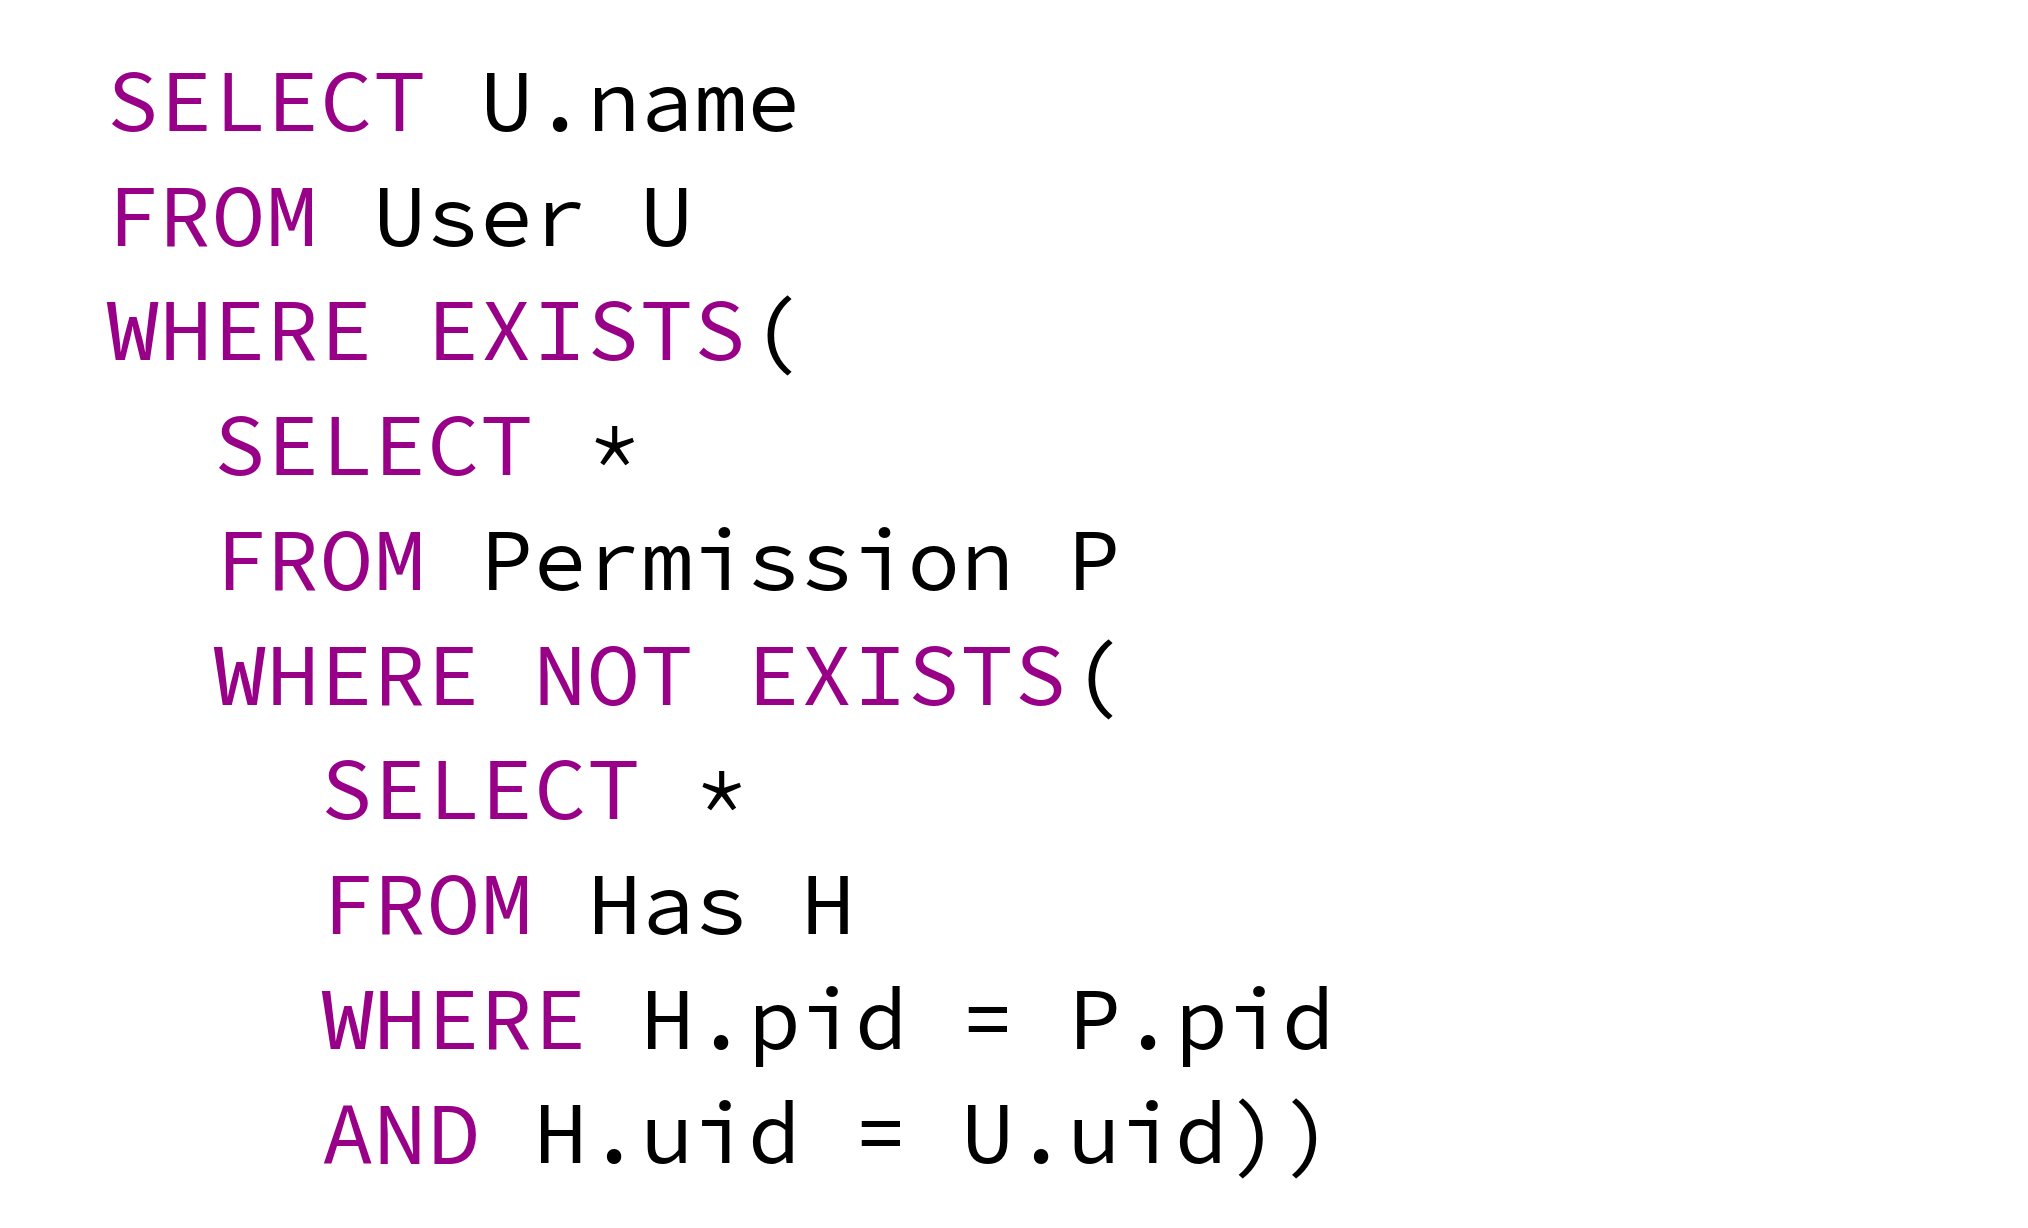 SELECT U.name
FROM User U
WHERE EXISTS(
  SELECT *
  FROM Permission P
  WHERE NOT EXISTS(
    SELECT *
    FROM Has H
    WHERE H.pid = P.pid
    AND H.uid = U.uid))